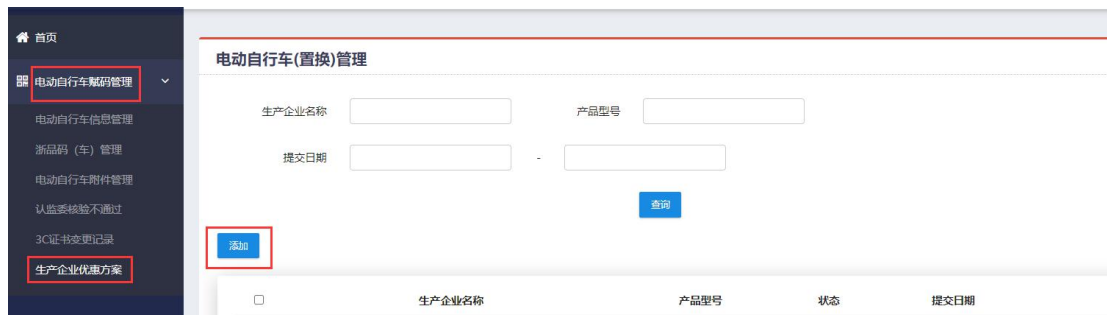 首页
电动自行车赋码管理
电动自行车信息管理
浙品码（车）管理
电动自行车附件管理
认监委核验不通过
3C证书变更记录
生产企业优惠方案
电动自行车(置换)管理
生产企业名称 产品型号
提交日期 -
查询
添加
生产企业名称 产品型号 状态 提交日期